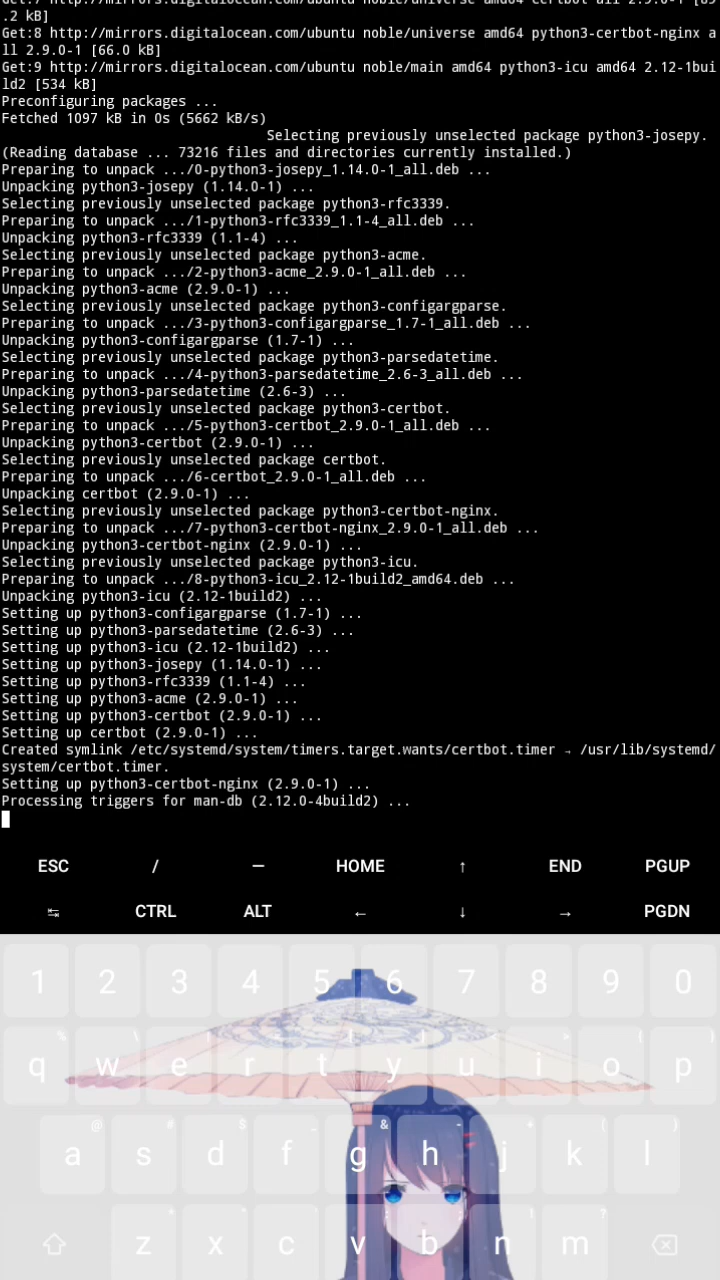 Get:7 http://mirrors.digitalocean.com/ubuntu noble/universe amd64 certbot all 2.9.0-1 [89
.2 kB]
Get:8 http://mirrors.digitalocean.com/ubuntu noble/universe amd64 python3-certbot-nginx a
ll 2.9.0-1 [66.0 kB]
Get:9 http://mirrors.digitalocean.com/ubuntu noble/main amd64 python3-icu amd64 2.12-1bui
ld2 [534 kB]
Preconfiguring packages ...
Fetched 1097 kB in 0s (5662 kB/s)
Selecting previously unselected package python3-josepy.
(Reading database ... 73216 files and directories currently installed.)
Preparing to unpack .../0-python3-josepy_1.14.0-1_all.deb ...
Unpacking python3-josepy (1.14.0-1) ...
Selecting previously unselected package python3-rfc3339.
Preparing to unpack .../1-python3-rfc3339_1.1-4_all.deb ...
Unpacking python3-rfc3339 (1.1-4) ...
Selecting previously unselected package python3-acme.
Preparing to unpack .../2-python3-acme_2.9.0-1_all.deb ...
Unpacking python3-acme (2.9.0-1) ...
Selecting previously unselected package python3-configargparse.
Preparing to unpack .../3-python3-configargparse_1.7-1_all.deb ...
Unpacking python3-configargparse (1.7-1) ...
Selecting previously unselected package python3-parsedatetime.
Preparing to unpack .../4-python3-parsedatetime_2.6-3_all.deb ...
Unpacking python3-parsedatetime (2.6-3) ...
Selecting previously unselected package python3-certbot.
Preparing to unpack .../5-python3-certbot_2.9.0-1_all.deb ...
Unpacking python3-certbot (2.9.0-1) ...
Selecting previously unselected package certbot.
Preparing to unpack .../6-certbot_2.9.0-1_all.deb ...
Unpacking certbot (2.9.0-1) ...
Selecting previously unselected package python3-certbot-nginx.
Preparing to unpack .../7-python3-certbot-nginx_2.9.0-1_all.deb ...
Unpacking python3-certbot-nginx (2.9.0-1) ...
Selecting previously unselected package python3-icu.
Preparing to unpack .../8-python3-icu_2.12-1build2_amd64.deb ...
Unpacking python3-icu (2.12-1build2) ...
Setting up python3-configargparse (1.7-1) ...
Setting up python3-parsedatetime (2.6-3) ...
Setting up python3-icu (2.12-1build2) ...
Setting up python3-josepy (1.14.0-1) ...
Setting up python3-rfc3339 (1.1-4) ...
Setting up python3-acme (2.9.0-1) ...
Setting up python3-certbot (2.9.0-1) ...
Setting up certbot (2.9.0-1) ...
Created symlink /etc/systemd/system/timers.target.wants/certbot.timer → /usr/lib/systemd/
system/certbot.timer.
Setting up python3-certbot-nginx (2.9.0-1) ...
Processing triggers for man-db (2.12.0-4build2) ...
ESC / — HOME ↑ END PGUP
↹ CTRL ALT ← ↓ → PGDN
1 2 3 4 5 6 7 8 9 0
q w e r t y u i o p
a s d f g h j k l
z x c v b n m